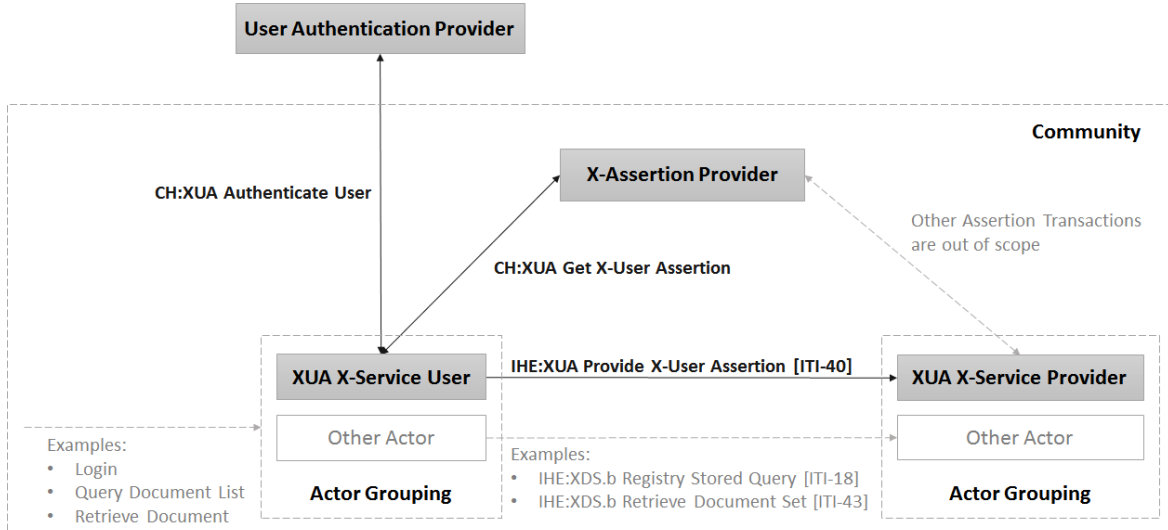 User Authentication Provider
Community
X-Assertion Provider
CH:XUA Authenticate User
Other Assertion Transactions
are out of scope
CH:XUA Get X-User Assertion
XUA X-Service User
IHE:XUA Provide X-User Assertion [ITI-40]
XUA X-Service Provider
Other Actor
Other Actor
Examples:
• Login
• Query Document List
• Retrieve Document
Actor Grouping
Examples:
• IHE:XDS.b Registry Stored Query [ITI-18]
• IHE:XDS.b Retrieve Document Set [ITI-43]
Actor Grouping